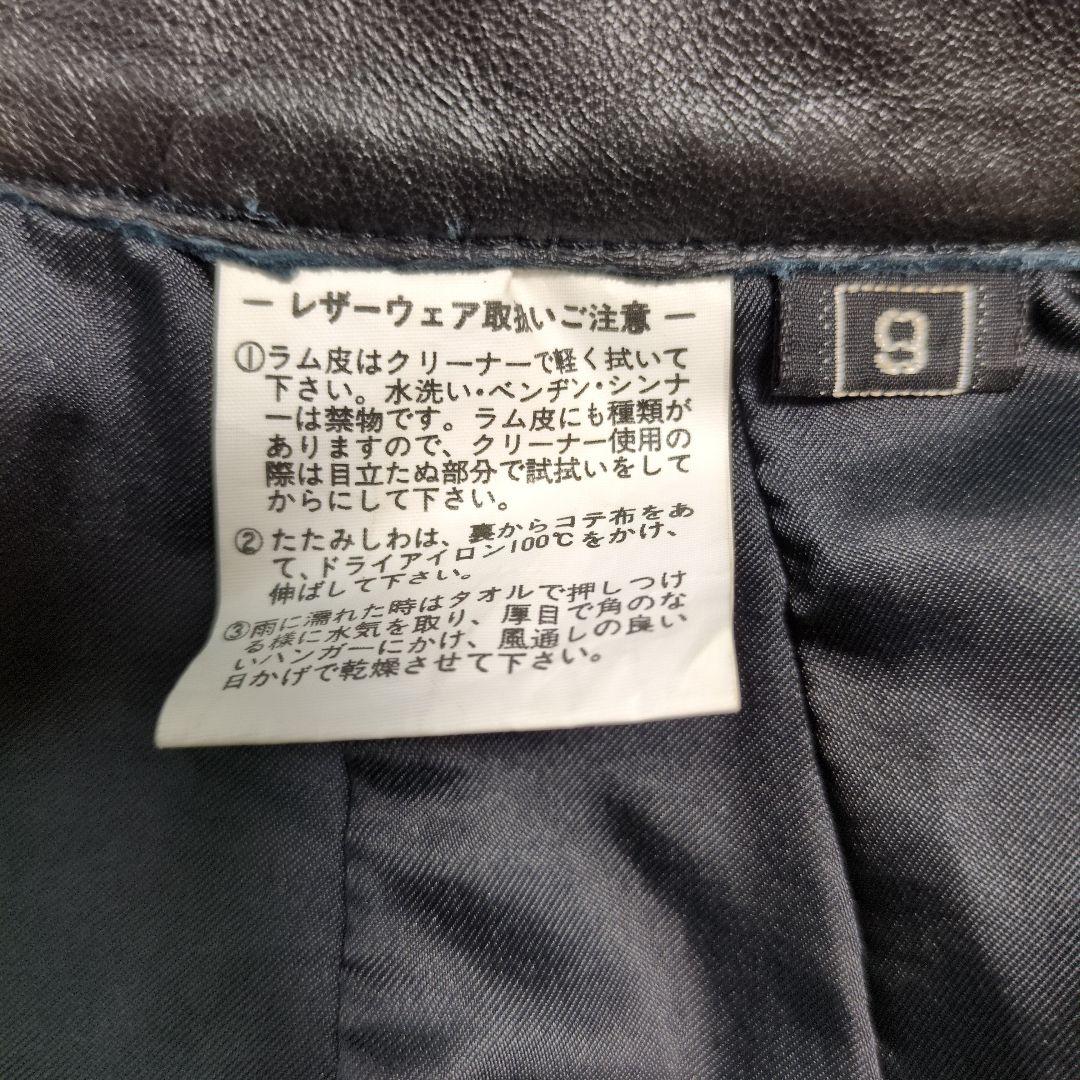 ― レザーウェア取扱いご注意 ―
①ラム皮はクリーナーで軽く拭いて
下さい。水洗い・ベンヂン・シンナ
ーは禁物です。ラム皮にも種類が
ありますので、クリーナー使用の
際は目立たぬ部分で試拭いをして
からにして下さい。
②たたみしわは、裏からコテ布をあ
て、ドライアイロン100℃をかけ、
伸ばして下さい。
③雨に濡れた時はタオルで押しつけ
る様に水気を取り、厚目で角のな
いハンガーにかけ、風通しの良い
日かげで乾燥させて下さい。
9